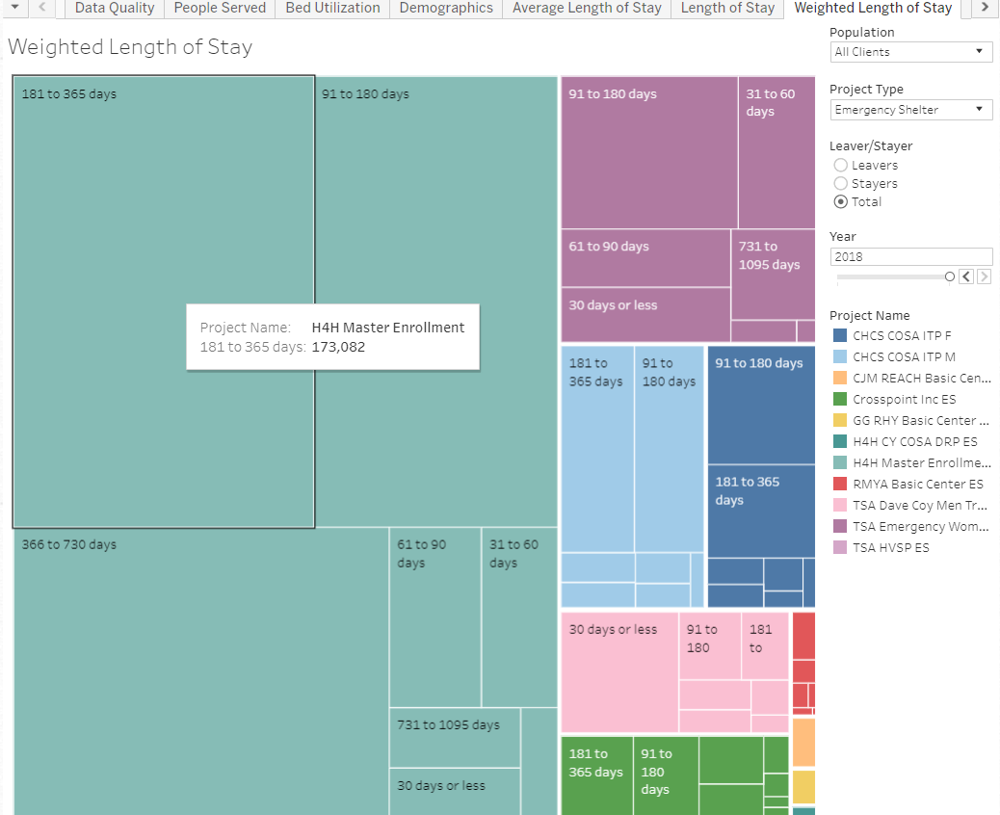 Data Quality
People Served
Bed Utilization
Demographics
Average Length of Stay
Length of Stay
Weighted Length of Stay
Weighted Length of Stay
181 to 365 days
91 to 180 days
Project Name: H4H Master Enrollment
181 to 365 days: 173,082
366 to 730 days
61 to 90
days
31 to 60
days
731 to 1095 days
30 days or less
91 to 180 days
31 to 60
days
61 to 90 days
731 to
1095 days
30 days or less
181 to
365 days
91 to
180 days
91 to 180 days
181 to 365
days
30 days or less
91 to
180
181
to
181 to
365 days
91 to
180
days
Population
All Clients
Project Type
Emergency Shelter
Leaver/Stayer
Leavers
Stayers
Total
Year
2018
Project Name
CHCS COSA ITP F
CHCS COSA ITP M
CJM REACH Basic Cen...
Crosspoint Inc ES
GG RHY Basic Center ...
H4H CY COSA DRP ES
H4H Master Enrollme...
RMYA Basic Center ES
TSA Dave Coy Men Tr...
TSA Emergency Wom...
TSA HVSP ES